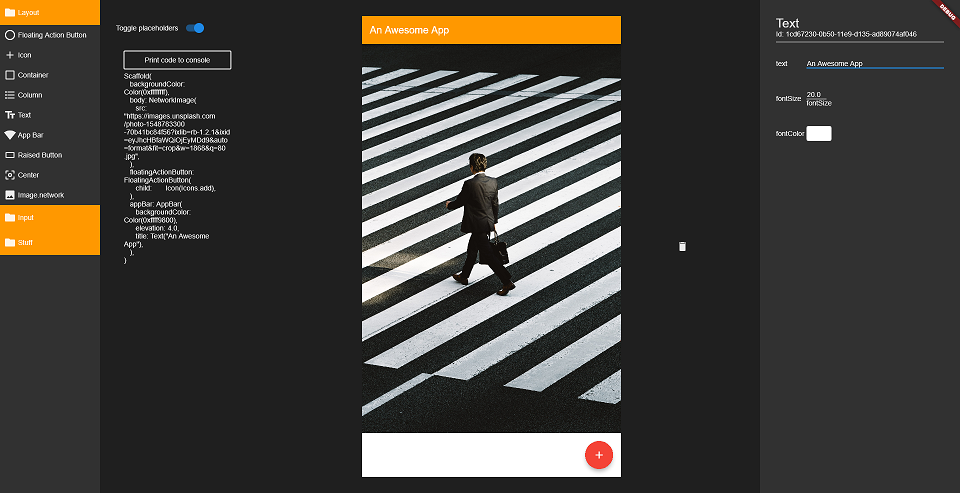 Layout
Floating Action Button
Icon
Container
Column
Text
App Bar
Raised Button
Center
Image.network
Input
Stuff
Toggle placeholders
Print code to console
Scaffold(
backgroundColor:
Color(0xffffffff),
body: NetworkImage(
src:
"https://images.unsplash.com
/photo-1548783300
-70b41bc84f56?ixlib=rb-1.2.1&ixid
=eyJhcHBfaWQiOjEyMDd9&auto
=format&fit=crop&w=1868&q=80
.jpg",
),
floatingActionButton:
FloatingActionButton(
child: Icon(Icons.add),
),
appBar: AppBar(
backgroundColor:
Color(0xffff9800),
elevation: 4.0,
title: Text("An Awesome
App"),
),
)
An Awesome App
Text
Id: 1cd67230-0b50-11e9-d135-ad89074af046
text An Awesome App
fontSize 20.0
fontSize
fontColor
DEBUG